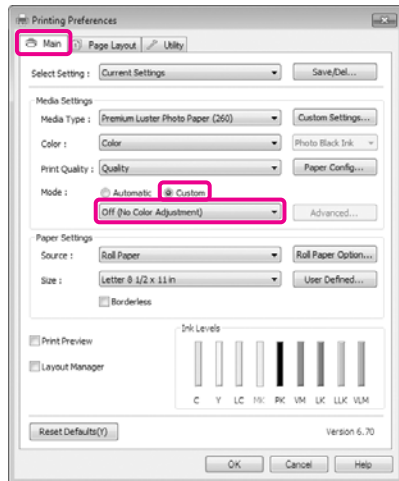 Printing Preferences
Main Page Layout Utility
Select Setting : Current Settings Save/Del...
Media Settings
Media Type : Premium Luster Photo Paper (260) Custom Settings...
Color : Color Photo Black Ink
Print Quality : Quality Paper Config...
Mode : Automatic Custom
Off (No Color Adjustment) Advanced...
Paper Settings
Source : Roll Paper Roll Paper Option...
Size : Letter 8 1/2 x 11 in User Defined...
Borderless
Ink Levels
Print Preview
Layout Manager
C Y LC MK PK VM LK LLK VLM
Reset Defaults(Y) Version 6.70
OK Cancel Help